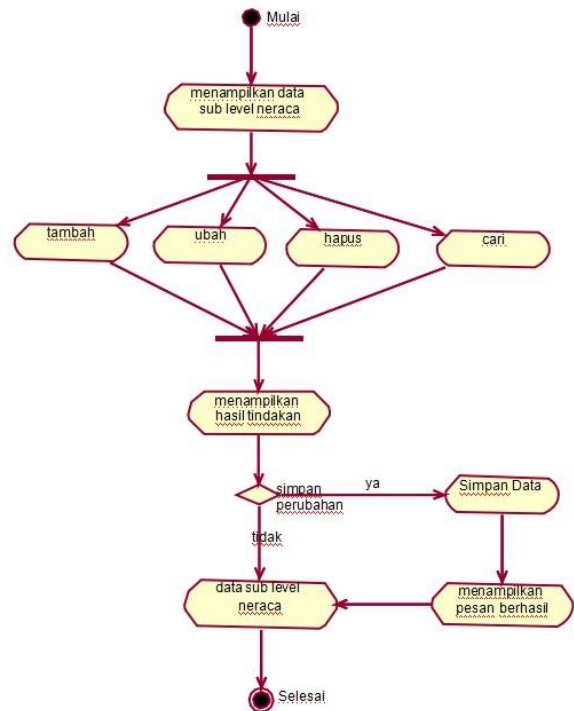 Mulai
menampilkan data
sub level neraca
tambah
ubah
hapus
cari
menampilkan
hasil tindakan
simpan
perubahan
ya
Simpan Data
tidak
data sub level
neraca
menampilkan
pesan berhasil
Selesai